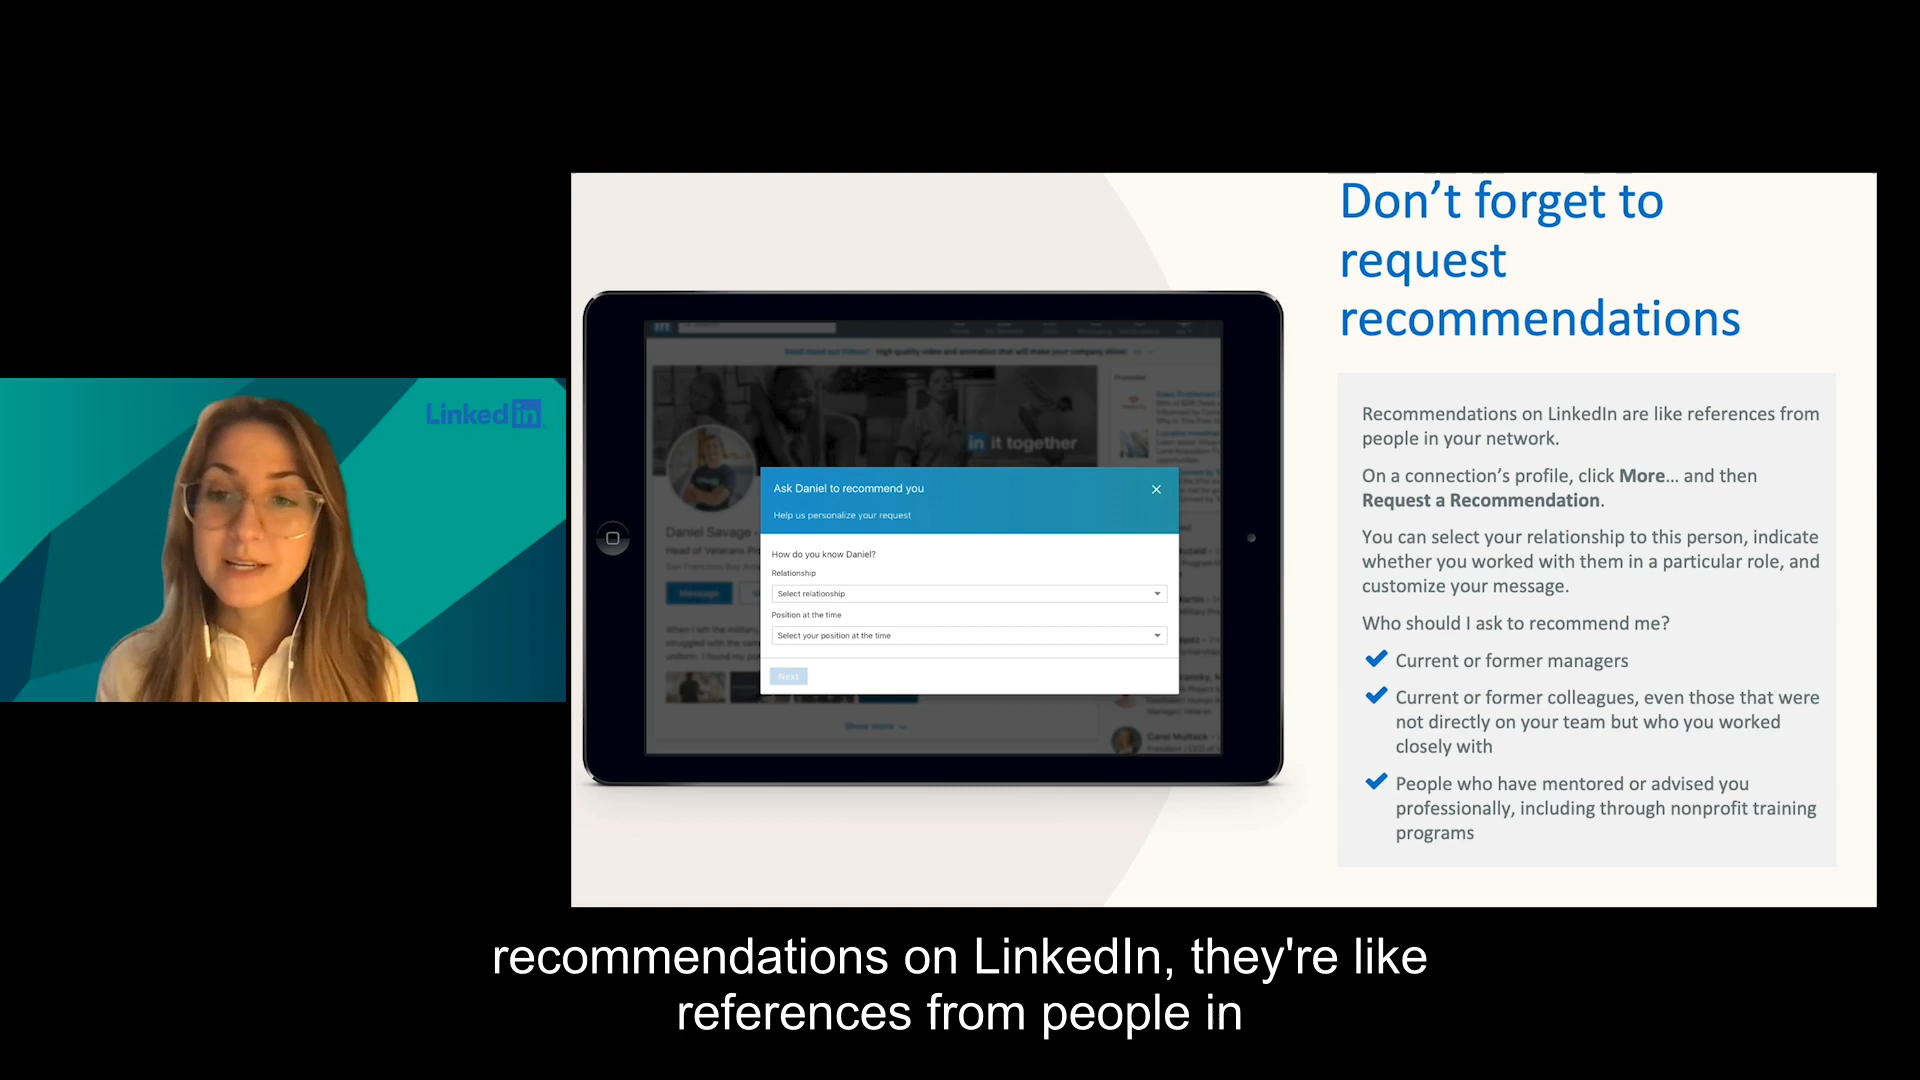 Linked in
Don't forget to
request
recommendations
in it together
Daniel Savage
Message
Show more
Ask Daniel to recommend you
Help us personalize your request
How do you know Daniel?
Relationship
Select relationship
Position at the time
Select your position at the time
Next
Recommendations on LinkedIn are like references from
people in your network.
On a connection's profile, click More... and then
Request a Recommendation.
You can select your relationship to this person, indicate
whether you worked with them in a particular role, and
customize your message.
Who should I ask to recommend me?
Current or former managers
Current or former colleagues, even those that were
not directly on your team but who you worked
closely with
People who have mentored or advised you
professionally, including through nonprofit training
programs
recommendations on LinkedIn, they're like
references from people in